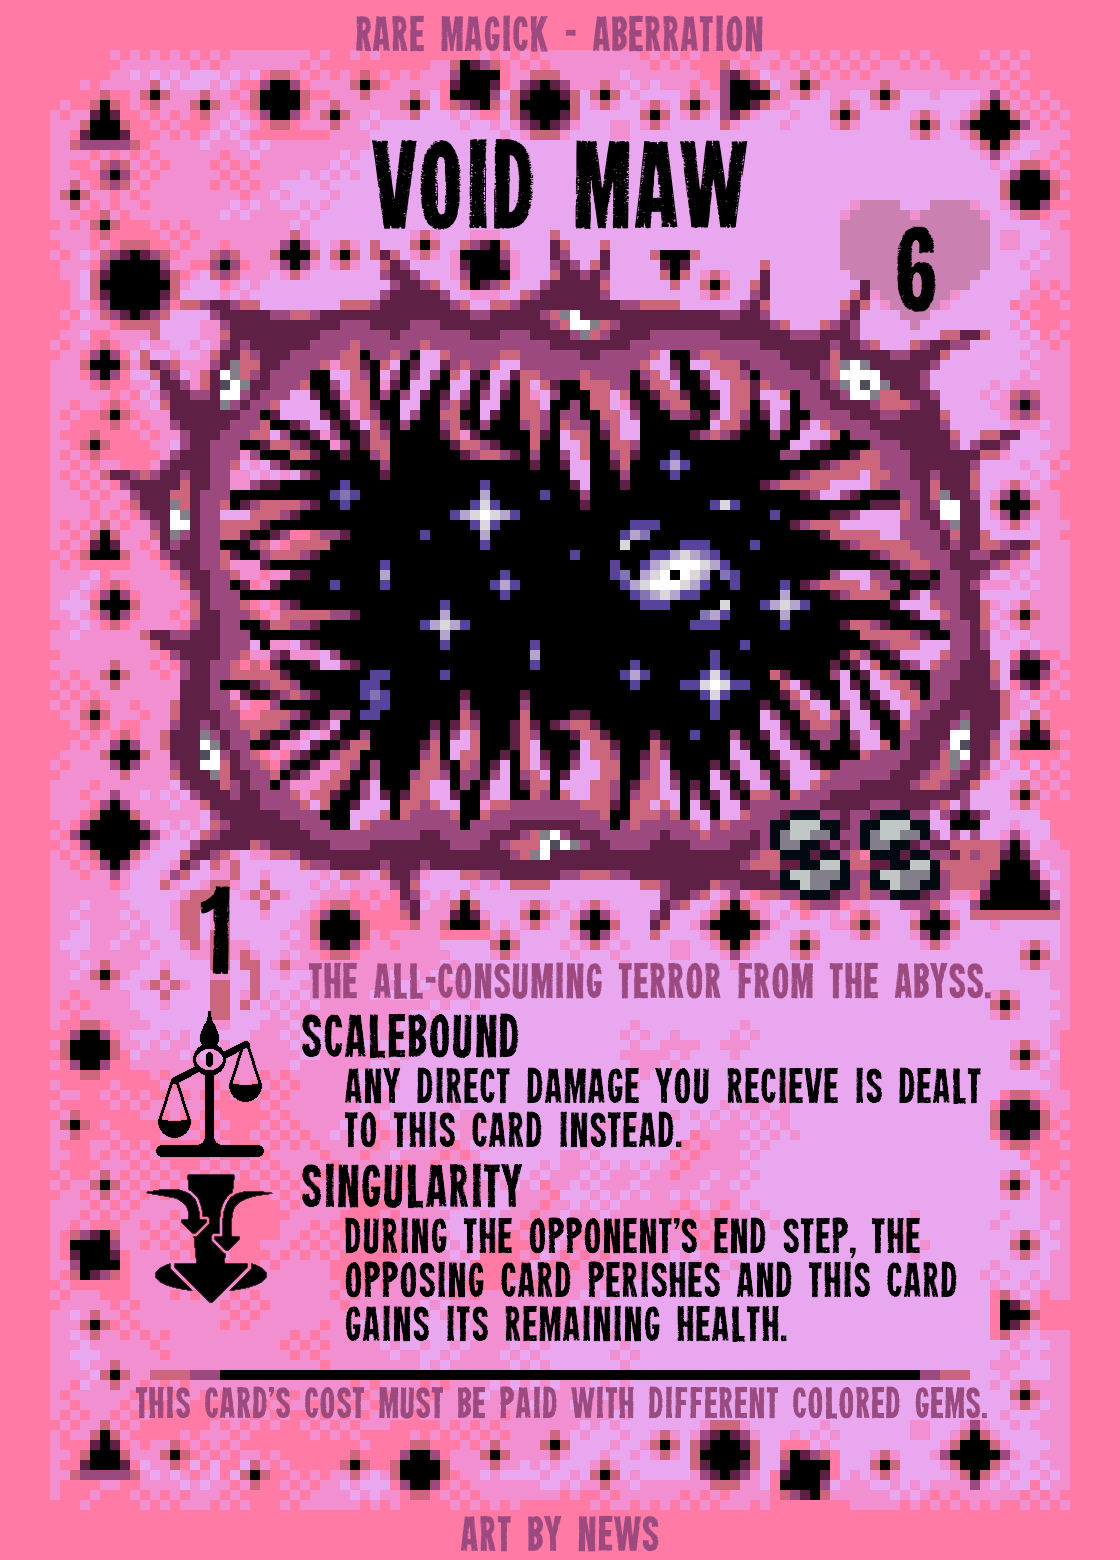 RARE MAGICK - ABERRATION
VOID MAW
6
1
THE ALL-CONSUMING TERROR FROM THE ABYSS.
SCALEBOUND
ANY DIRECT DAMAGE YOU RECIEVE IS DEALT
TO THIS CARD INSTEAD.
SINGULARITY
DURING THE OPPONENT'S END STEP, THE
OPPOSING CARD PERISHES AND THIS CARD
GAINS ITS REMAINING HEALTH.
THIS CARD'S COST MUST BE PAID WITH DIFFERENT COLORED GEMS.
ART BY NEWS